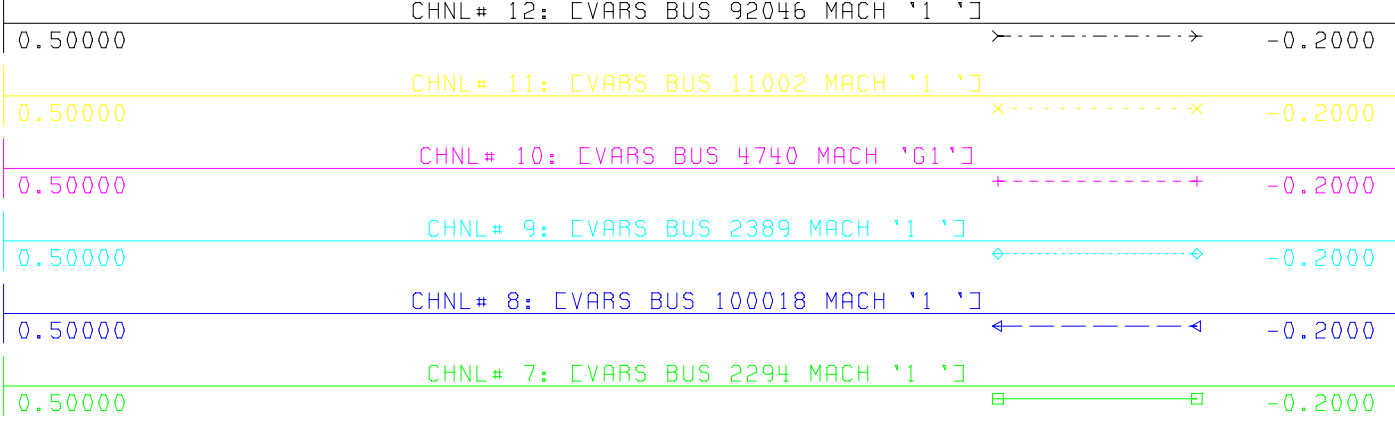 CHNL# 12: [VARS BUS 92046 MACH '1 ']
0.50000 -0.2000
CHNL# 11: [VARS BUS 11002 MACH '1 ']
0.50000 -0.2000
CHNL# 10: [VARS BUS 4740 MACH 'G1']
0.50000 -0.2000
CHNL# 9: [VARS BUS 2389 MACH '1 ']
0.50000 -0.2000
CHNL# 8: [VARS BUS 100018 MACH '1 ']
0.50000 -0.2000
CHNL# 7: [VARS BUS 2294 MACH '1 ']
0.50000 -0.2000